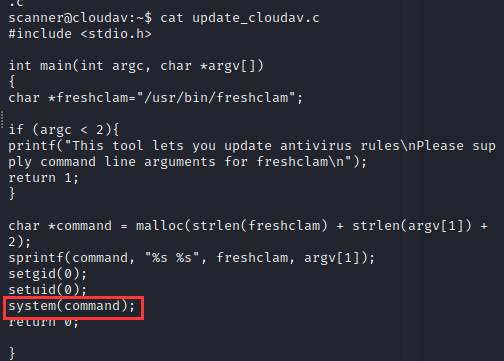 .c
scanner@cloudav:~$ cat update_cloudav.c
#include <stdio.h>
int main(int argc, char *argv[])
{
char *freshclam="/usr/bin/freshclam";
if (argc < 2){
printf("This tool lets you update antivirus rules\nPlease sup
ply command line arguments for freshclam\n");
return 1;
}
char *command = malloc(strlen(freshclam) + strlen(argv[1]) +
2);
sprintf(command, "%s %s", freshclam, argv[1]);
setgid(0);
setuid(0);
system(command);
return 0;
}